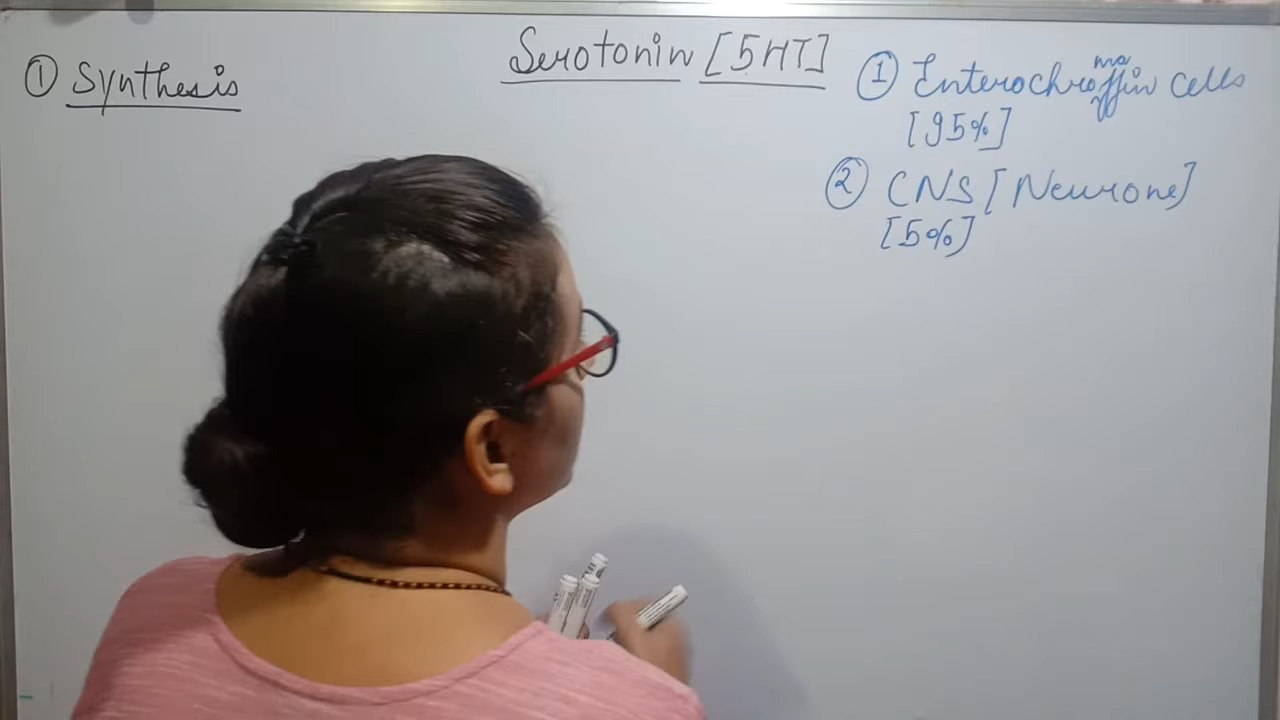 Serotonin [5HT]
① Synthesis
① Enterochromaffin cells
[95%]
② CNS [Neurone]
[5%]